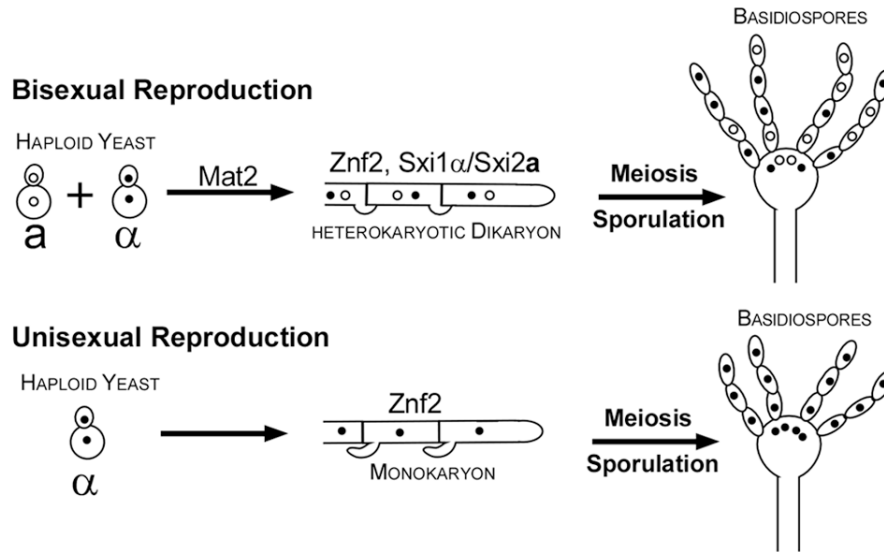 BASIDIOSPORES
Bisexual Reproduction
HAPLOID YEAST
Mat2
Znf2, Sxi1α/Sxi2a
Meiosis
+
Sporulation
a α
HETEROKARYOTIC DIKARYON
Unisexual Reproduction
BASIDIOSPORES
HAPLOID YEAST
Znf2
Meiosis
Sporulation
MONOKARYON
α